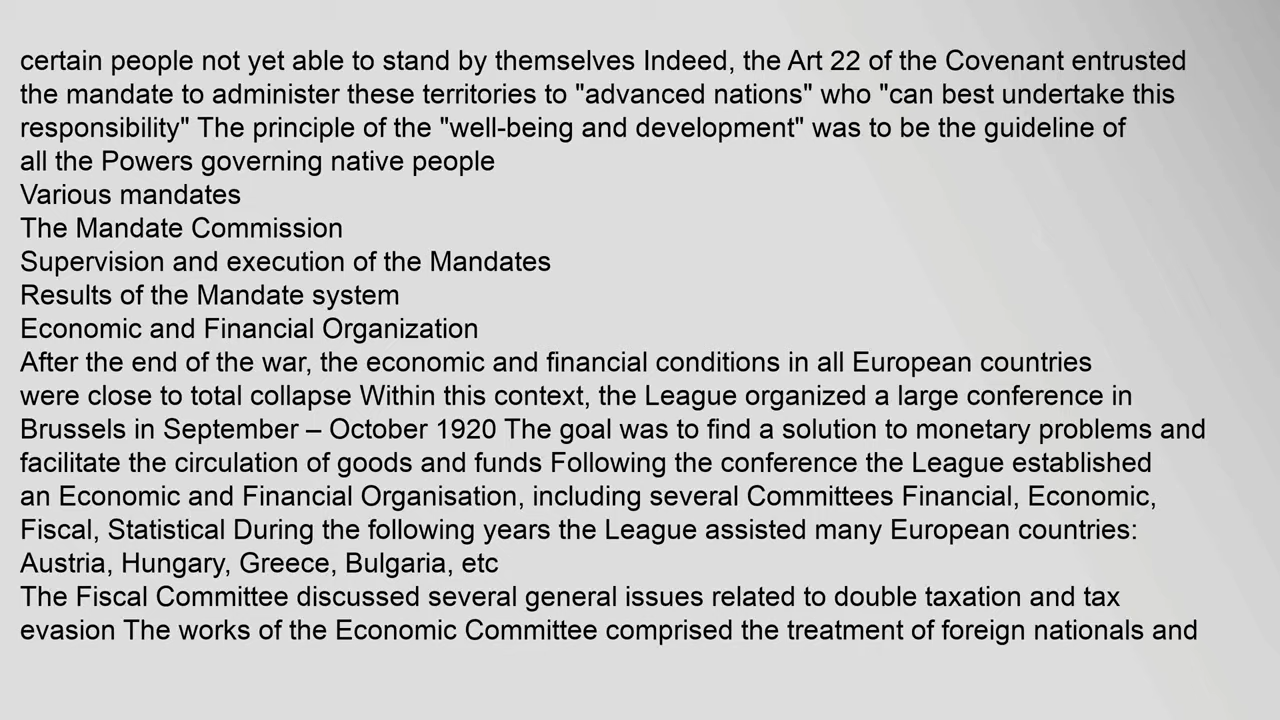 certain people not yet able to stand by themselves Indeed, the Art 22 of the Covenant entrusted
the mandate to administer these territories to "advanced nations" who "can best undertake this
responsibility" The principle of the "well-being and development" was to be the guideline of
all the Powers governing native people
Various mandates
The Mandate Commission
Supervision and execution of the Mandates
Results of the Mandate system
Economic and Financial Organization
After the end of the war, the economic and financial conditions in all European countries
were close to total collapse Within this context, the League organized a large conference in
Brussels in September – October 1920 The goal was to find a solution to monetary problems and
facilitate the circulation of goods and funds Following the conference the League established
an Economic and Financial Organisation, including several Committees Financial, Economic,
Fiscal, Statistical During the following years the League assisted many European countries:
Austria, Hungary, Greece, Bulgaria, etc
The Fiscal Committee discussed several general issues related to double taxation and tax
evasion The works of the Economic Committee comprised the treatment of foreign nationals and